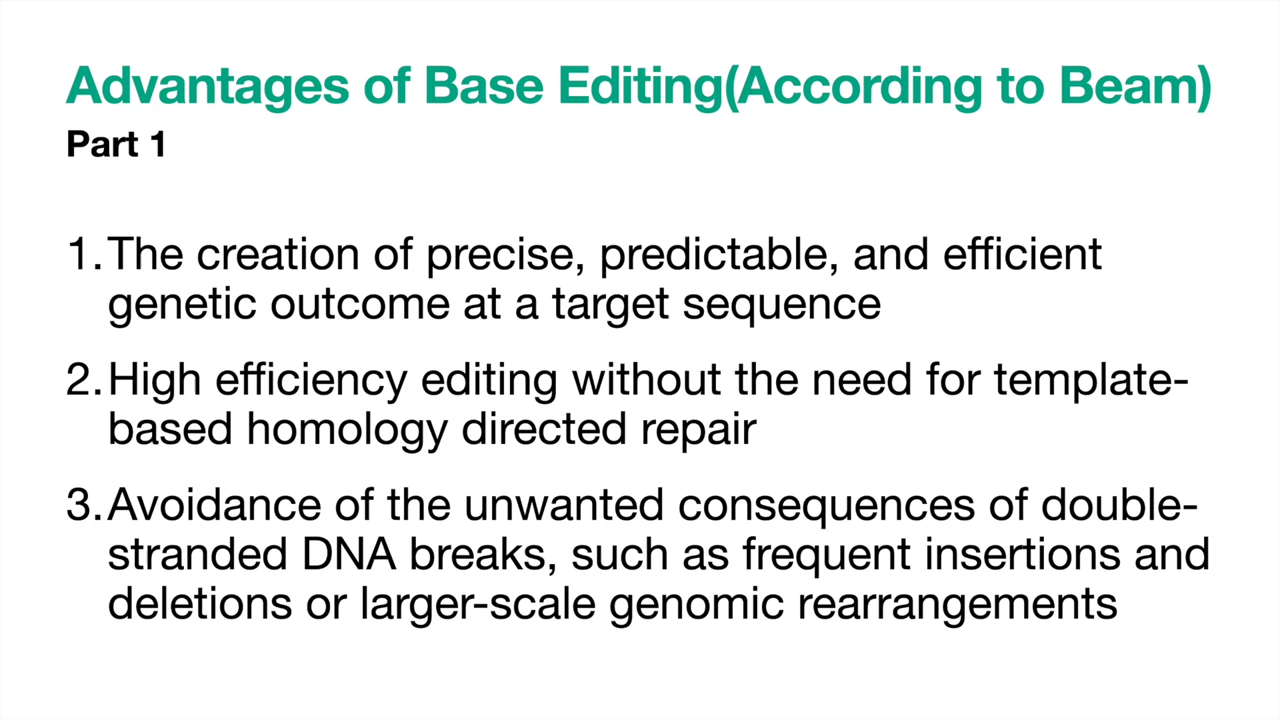 Advantages of Base Editing(According to Beam)
Part 1
1.The creation of precise, predictable, and efficient
genetic outcome at a target sequence
2.High efficiency editing without the need for template-
based homology directed repair
3.Avoidance of the unwanted consequences of double-
stranded DNA breaks, such as frequent insertions and
deletions or larger-scale genomic rearrangements